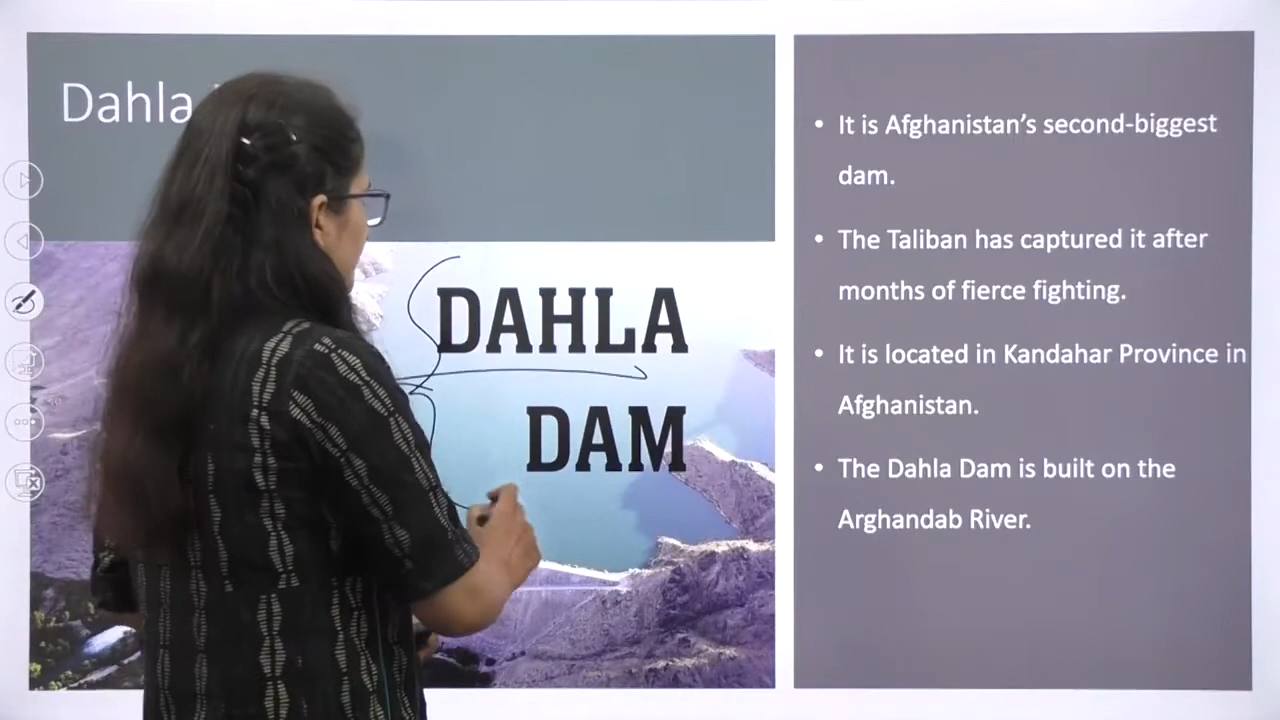 Dahla
DAHLA
DAM
• It is Afghanistan’s second-biggest
dam.
• The Taliban has captured it after
months of fierce fighting.
• It is located in Kandahar Province in
Afghanistan.
• The Dahla Dam is built on the
Arghandab River.